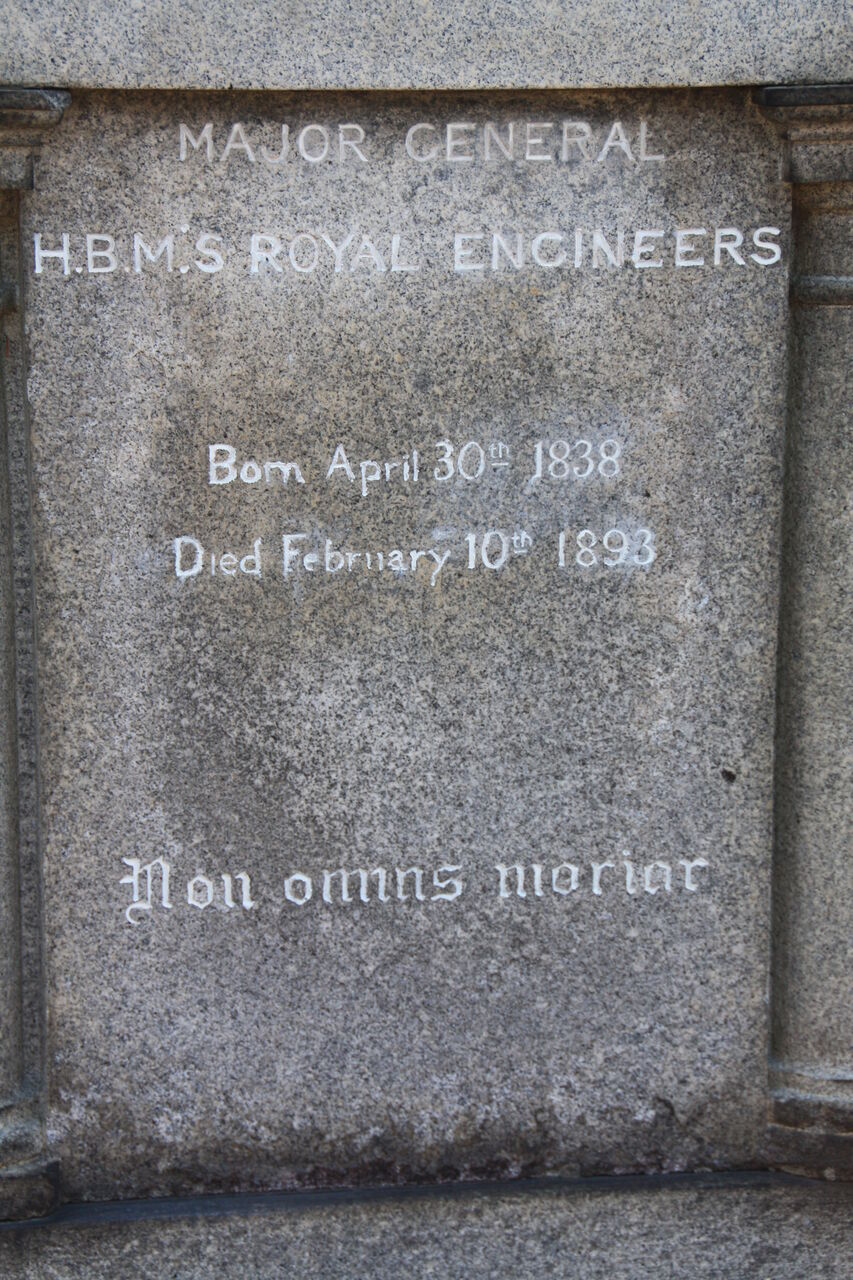 MAJOR GENERAL
H.B.M.'S ROYAL ENGINEERS
Born April 30th 1838
Died February 10th 1893
Non omnis moriar